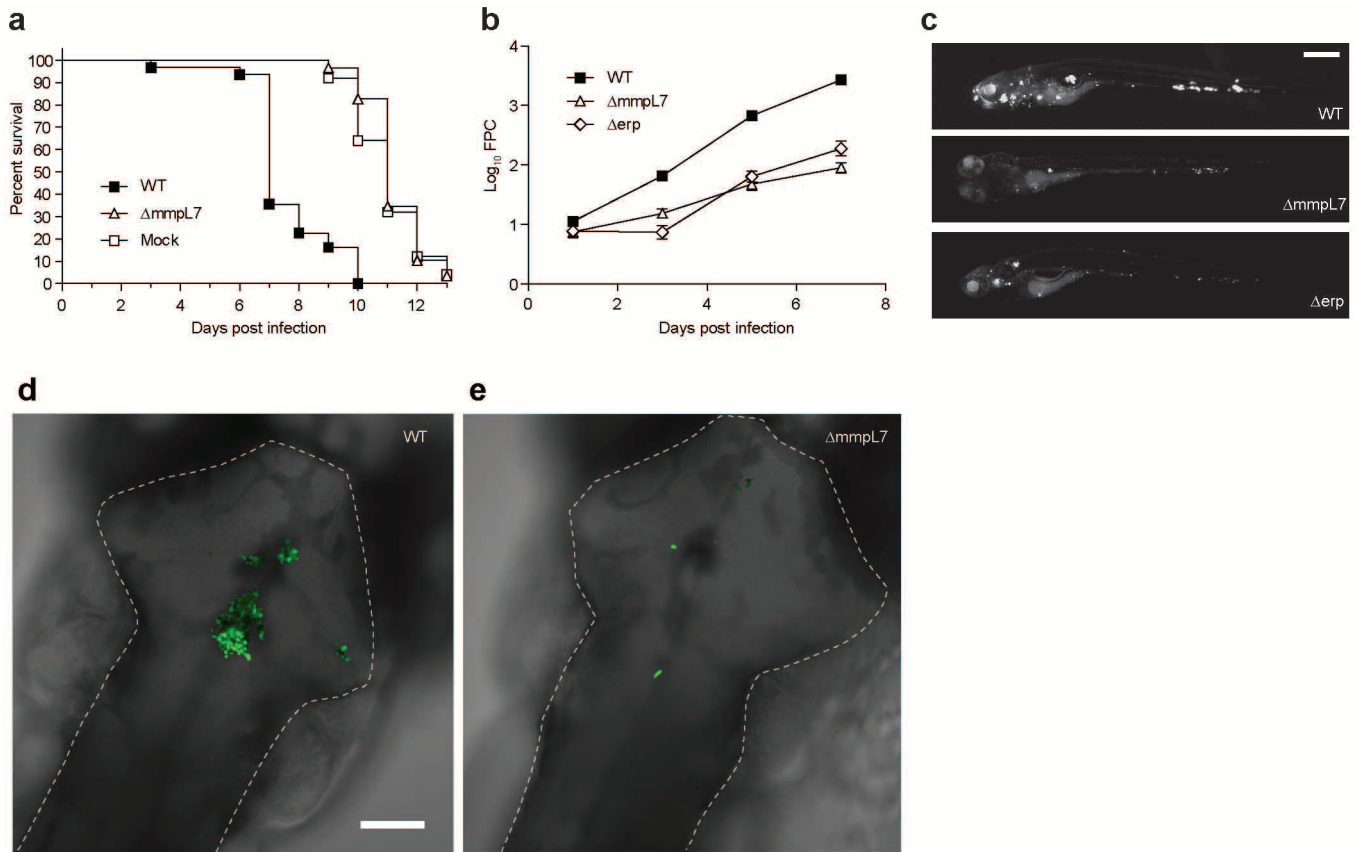 a
Percent survival
100
90
80
70
60
50
40
30
20
10
0
WT
ΔmmpL7
Mock
0 2 4 6 8 10 12
Days post infection
b
Log10 FPC
4
3
2
1
0
WT
ΔmmpL7
Δerp
0 2 4 6 8
Days post infection
c
WT
ΔmmpL7
Δerp
d
WT
e
ΔmmpL7